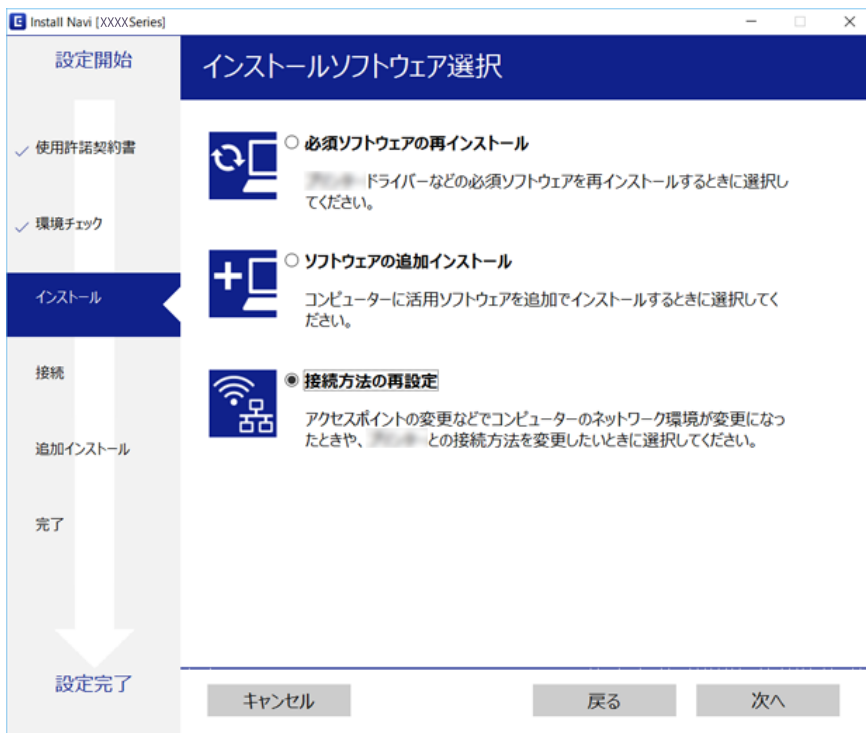 Install Navi [XXXXSeries]
設定開始
使用許諾契約書
環境チェック
インストール
接続
追加インストール
完了
設定完了
インストールソフトウェア選択
必須ソフトウェアの再インストール
ドライバーなどの必須ソフトウェアを再インストールするときに選択し
てください。
ソフトウェアの追加インストール
コンピューターに活用ソフトウェアを追加でインストールするときに選択してく
ださい。
接続方法の再設定
アクセスポイントの変更などでコンピューターのネットワーク環境が変更になっ
たときや、との接続方法を変更したいときに選択してください。
キャンセル
戻る
次へ